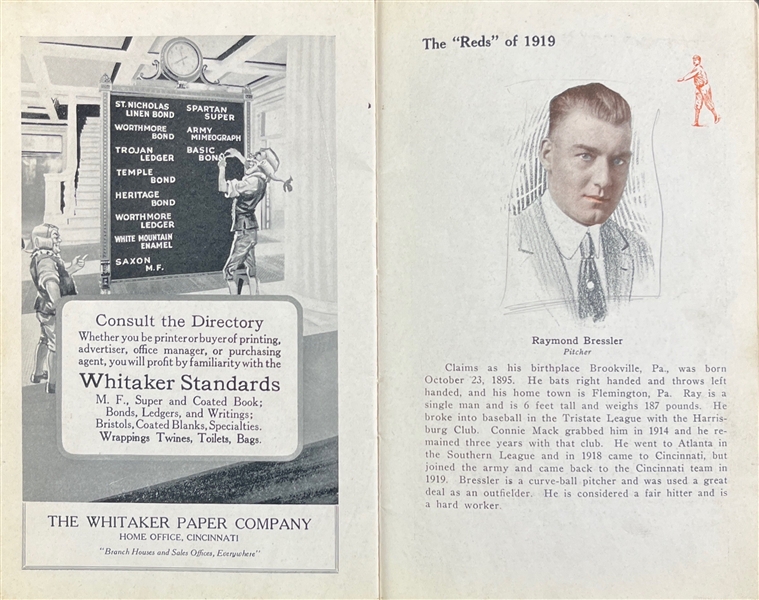 ST. NICHOLAS
LINEN BOND
WORTHMORE
BOND
TROJAN
LEDGER
TEMPLE
BOND
HERITAGE
BOND
WORTHMORE
LEDGER
WHITE MOUNTAIN
ENAMEL
SAXON
M.F.
SPARTAN
SUPER
ARMY
MIMEOGRAPH
BASIC
BON
Consult the Directory
Whether you be printer or buyer of printing,
advertiser, office manager, or purchasing
agent, you will profit by familiarity with the
Whitaker Standards
M. F., Super and Coated Book;
Bonds, Ledgers, and Writings;
Bristols, Coated Blanks, Specialties.
Wrappings Twines, Toilets, Bags.
THE WHITAKER PAPER COMPANY
HOME OFFICE, CINCINNATI
"Branch Houses and Sales Offices, Everywhere"
The "Reds" of 1919
Raymond Bressler
Pitcher
Claims as his birthplace Brookville, Pa., was born
October 23, 1895. He bats right handed and throws left
handed, and his home town is Flemington, Pa. Ray is a
single man and is 6 feet tall and weighs 187 pounds. He
broke into baseball in the Tristate League with the Harris-
burg Club. Connie Mack grabbed him in 1914 and he re-
mained three years with that club. He went to Atlanta in
the Southern League and in 1918 came to Cincinnati, but
joined the army and came back to the Cincinnati team in
1919. Bressler is a curve-ball pitcher and was used a great
deal as an outfielder. He is considered a fair hitter and is
a hard worker.